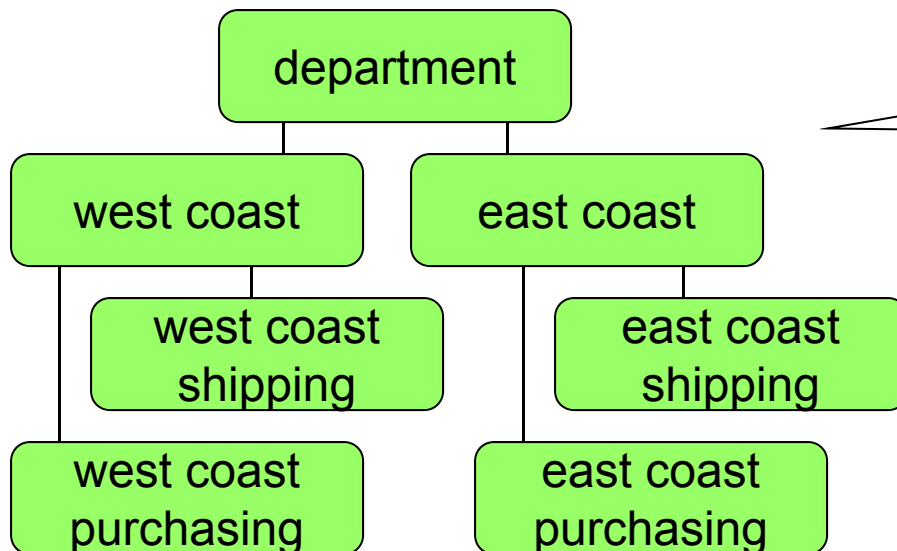 department
west coast
east coast
west coast
shipping
east coast
shipping
west coast
purchasing
east coast
purchasing